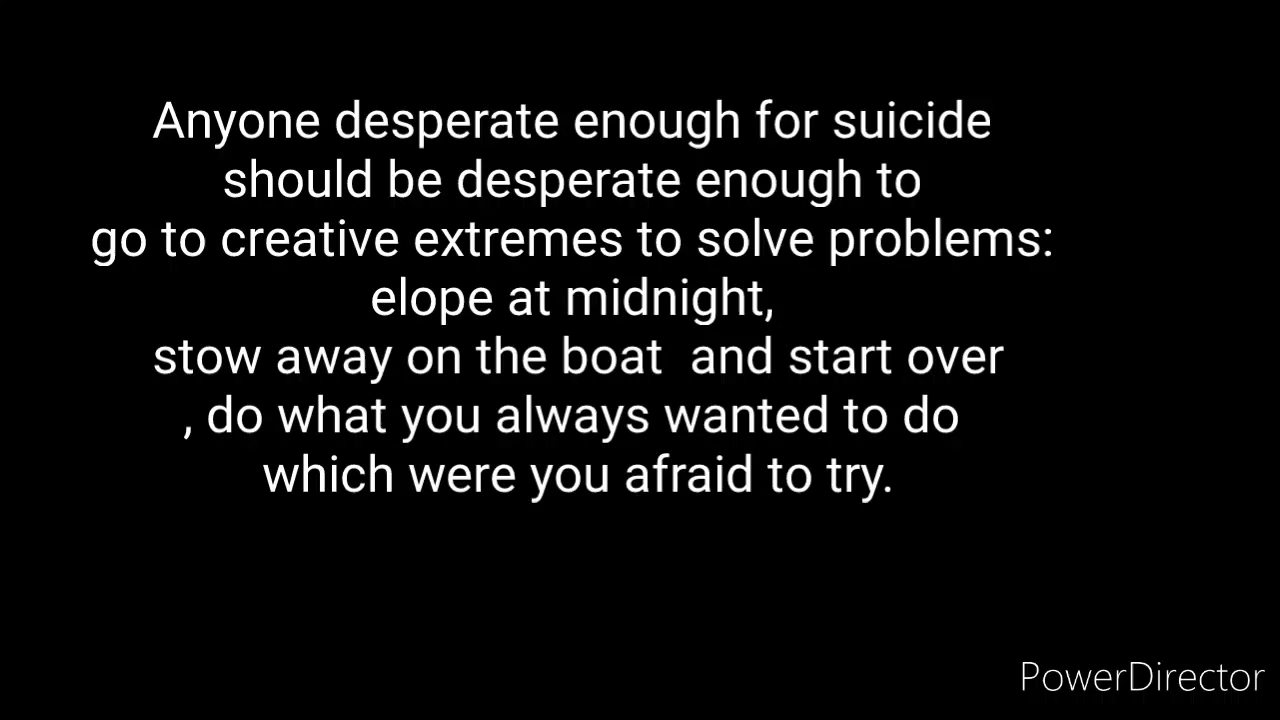 Anyone desperate enough for suicide
should be desperate enough to
go to creative extremes to solve problems:
elope at midnight,
stow away on the boat  and start over
, do what you always wanted to do
which were you afraid to try.
PowerDirector